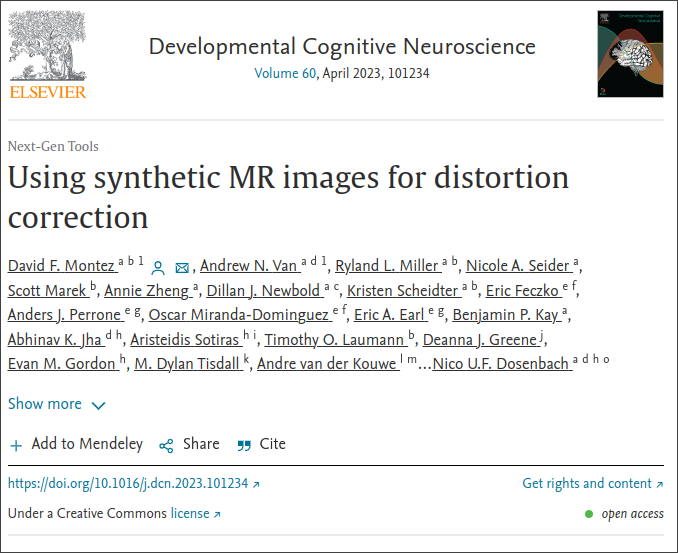 Developmental Cognitive Neuroscience
Volume 60, April 2023, 101234
ELSEVIER
Next-Gen Tools
Using synthetic MR images for distortion
correction
David F. Montez a b 1, Andrew N. Van a d 1, Ryland L. Miller a b, Nicole A. Seider a,
Scott Marek b, Annie Zheng a, Dillan J. Newbold a c, Kristen Scheidter a b, Eric Feczko e f,
Anders J. Perrone e g, Oscar Miranda-Dominguez e f, Eric A. Earl e g, Benjamin P. Kay a,
Abhinav K. Jha d h, Aristeidis Sotiras h i, Timothy O. Laumann b, Deanna J. Greene j,
Evan M. Gordon h, M. Dylan Tisdall k, Andre van der Kouwe l m…Nico U.F. Dosenbach a d h o
Show more
Add to Mendeley Share Cite
https://doi.org/10.1016/j.dcn.2023.101234 ↗ Get rights and content ↗
Under a Creative Commons license ↗ open access